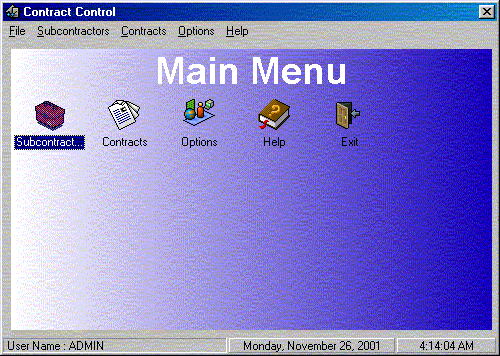 Contract Control
File Subcontractors Contracts Options Help
Main Menu
Subcontract... Contracts Options Help Exit
User Name : ADMIN Monday, November 26, 2001 4:14:04 AM